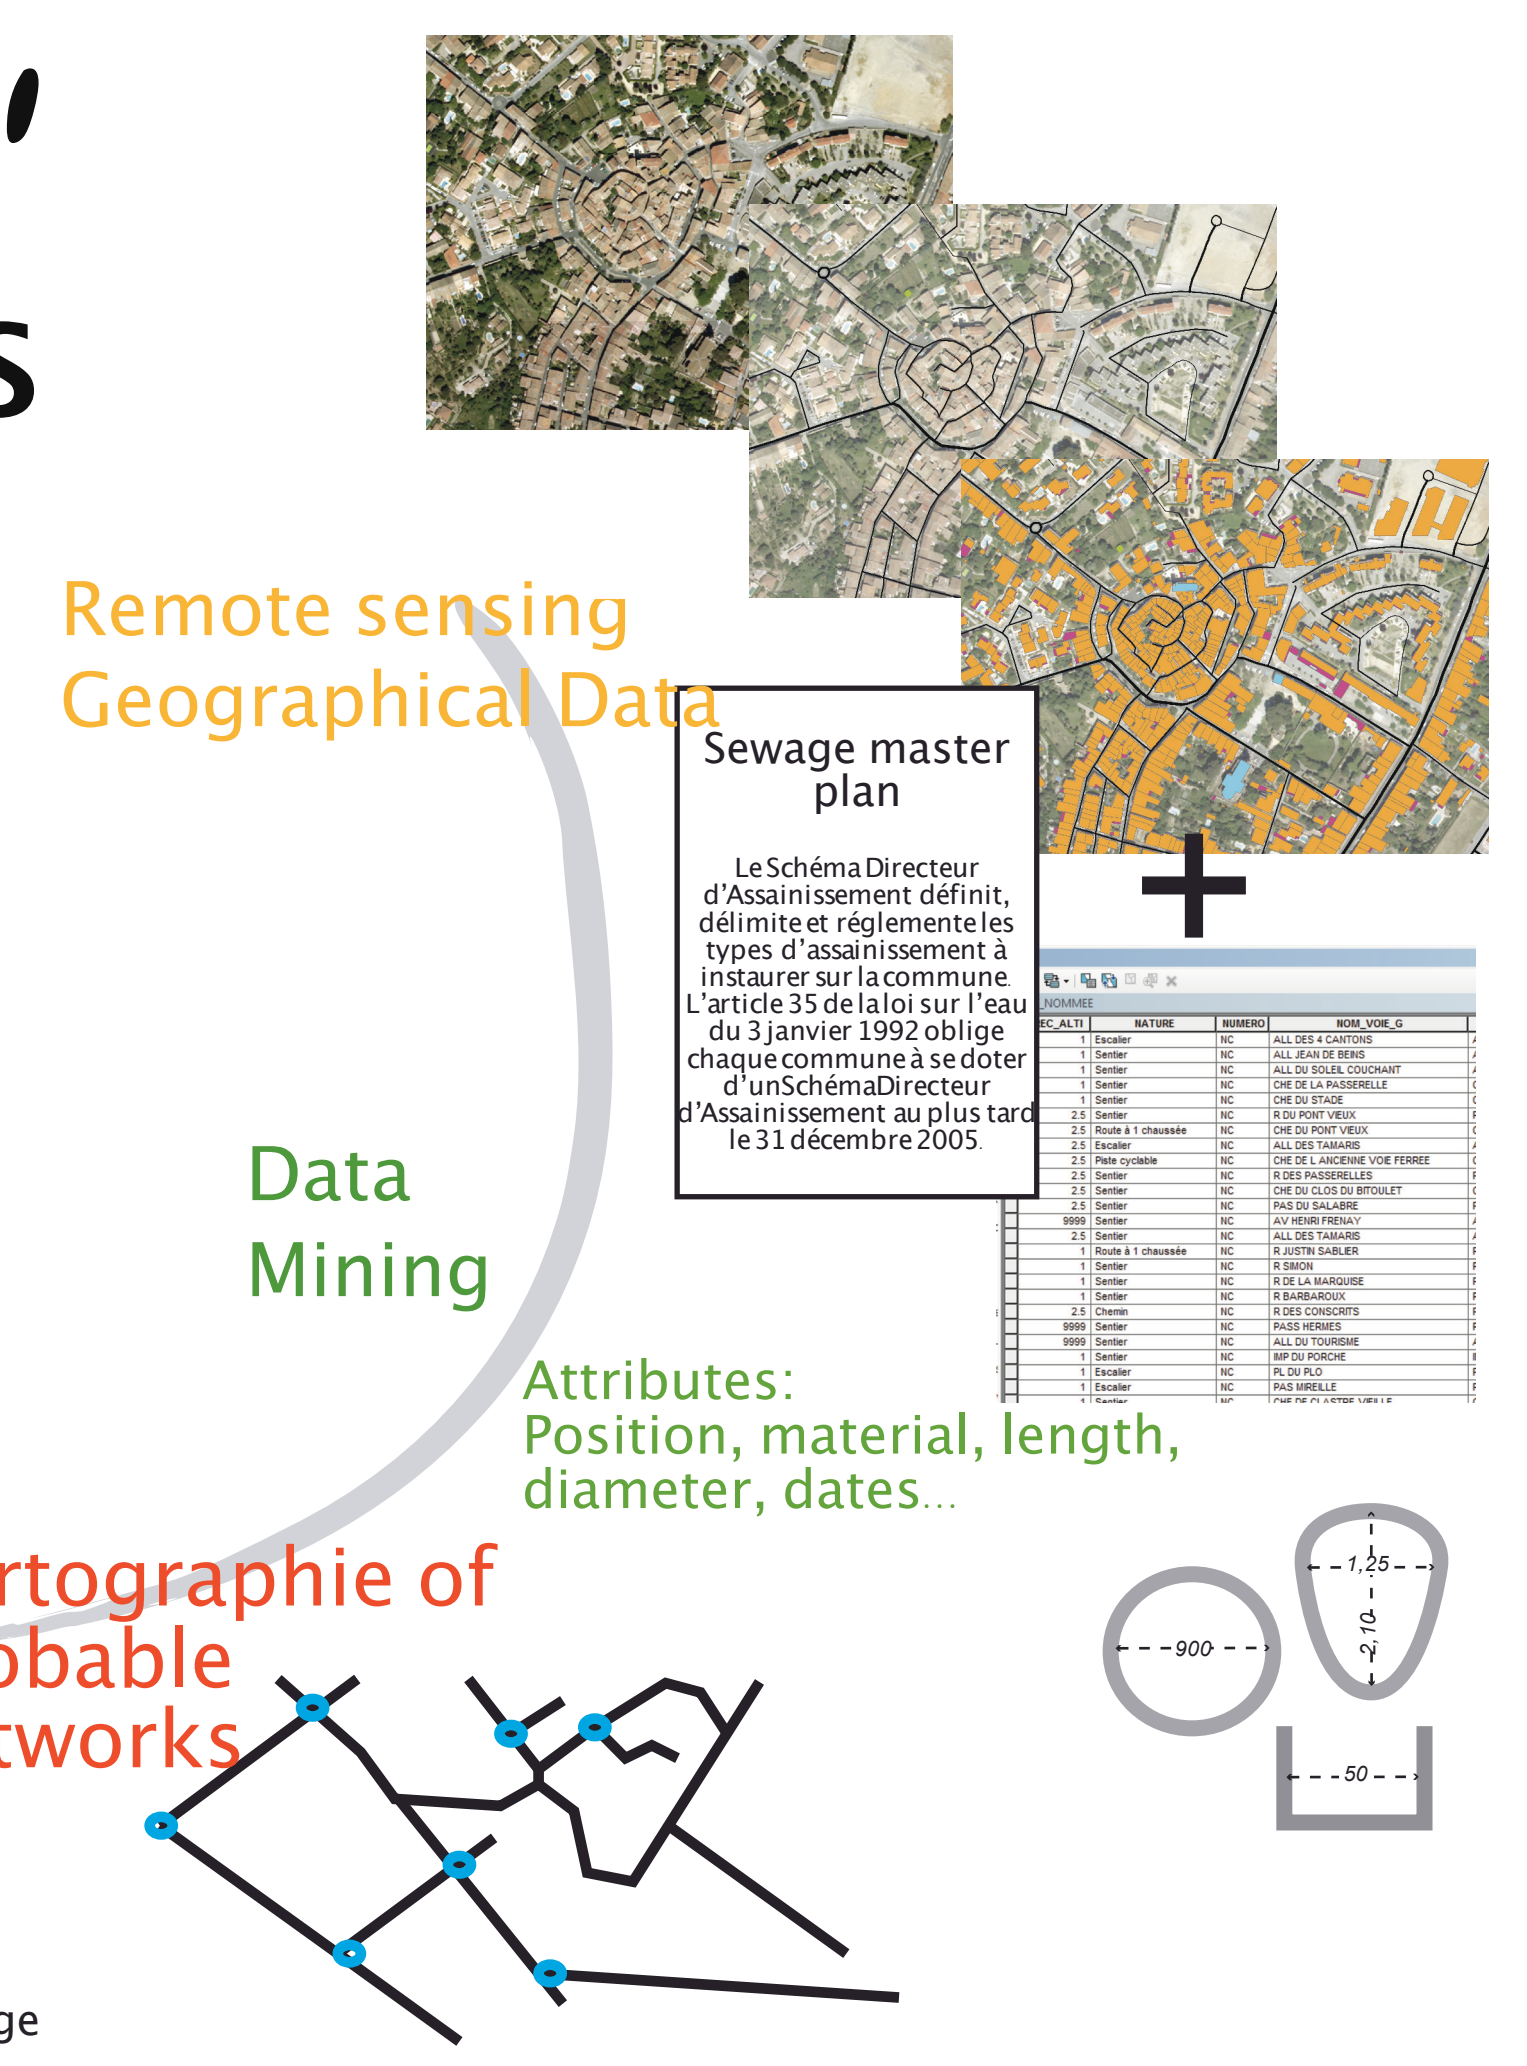 s
Remote sensing
Geographical Data
Sewage master
plan
Le Schéma Directeur
d'Assainissement définit,
délimite et réglemente les
types d'assainissement à
instaurer sur la commune.
L'article 35 de la loi sur l'eau
du 3 janvier 1992 oblige
chaque commune à se doter
d'unSchémaDirecteur
d'Assainissement au plus tard
le 31 décembre 2005.
_NOMMEE
EC_ALTI NATURE NUMERO NOM_VOIE_G
1 Escalier NC ALL DES 4 CANTONS
1 Sentier NC ALL JEAN DE BEINS
1 Sentier NC ALL DU SOLEIL COUCHANT
1 Sentier NC CHE DE LA PASSERELLE
1 Sentier NC CHE DU STADE
2.5 Sentier NC R DU PONT VIEUX
2.5 Route à 1 chaussée NC CHE DU PONT VIEUX
2.5 Escalier NC ALL DES TAMARIS
2.5 Piste cyclable NC CHE DE L ANCIENNE VOIE FERREE
2.5 Sentier NC R DES PASSERELLES
2.5 Sentier NC CHE DU CLOS DU BITOULET
2.5 Sentier NC PAS DU SALABRE
9999 Sentier NC AV HENRI FRENAY
2.5 Sentier NC ALL DES TAMARIS
1 Route à 1 chaussée NC R JUSTIN SABLIER
1 Sentier NC R SIMON
1 Sentier NC R DE LA MARQUISE
1 Sentier NC R BARBAROUX
2.5 Chemin NC R DES CONSCRITS
9999 Sentier NC PASS HERMES
9999 Sentier NC ALL DU TOURISME
1 Sentier NC IMP DU PORCHE
1 Escalier NC PL DU PLO
1 Escalier NC PAS MIREILLE
1 Sentier NC CHE DE CLASTRE VIEILLE
Data
Mining
Attributes:
Position, material, length,
diameter, dates...
rtographie of
obable
tworks
900
1,25
2,10
50
ge